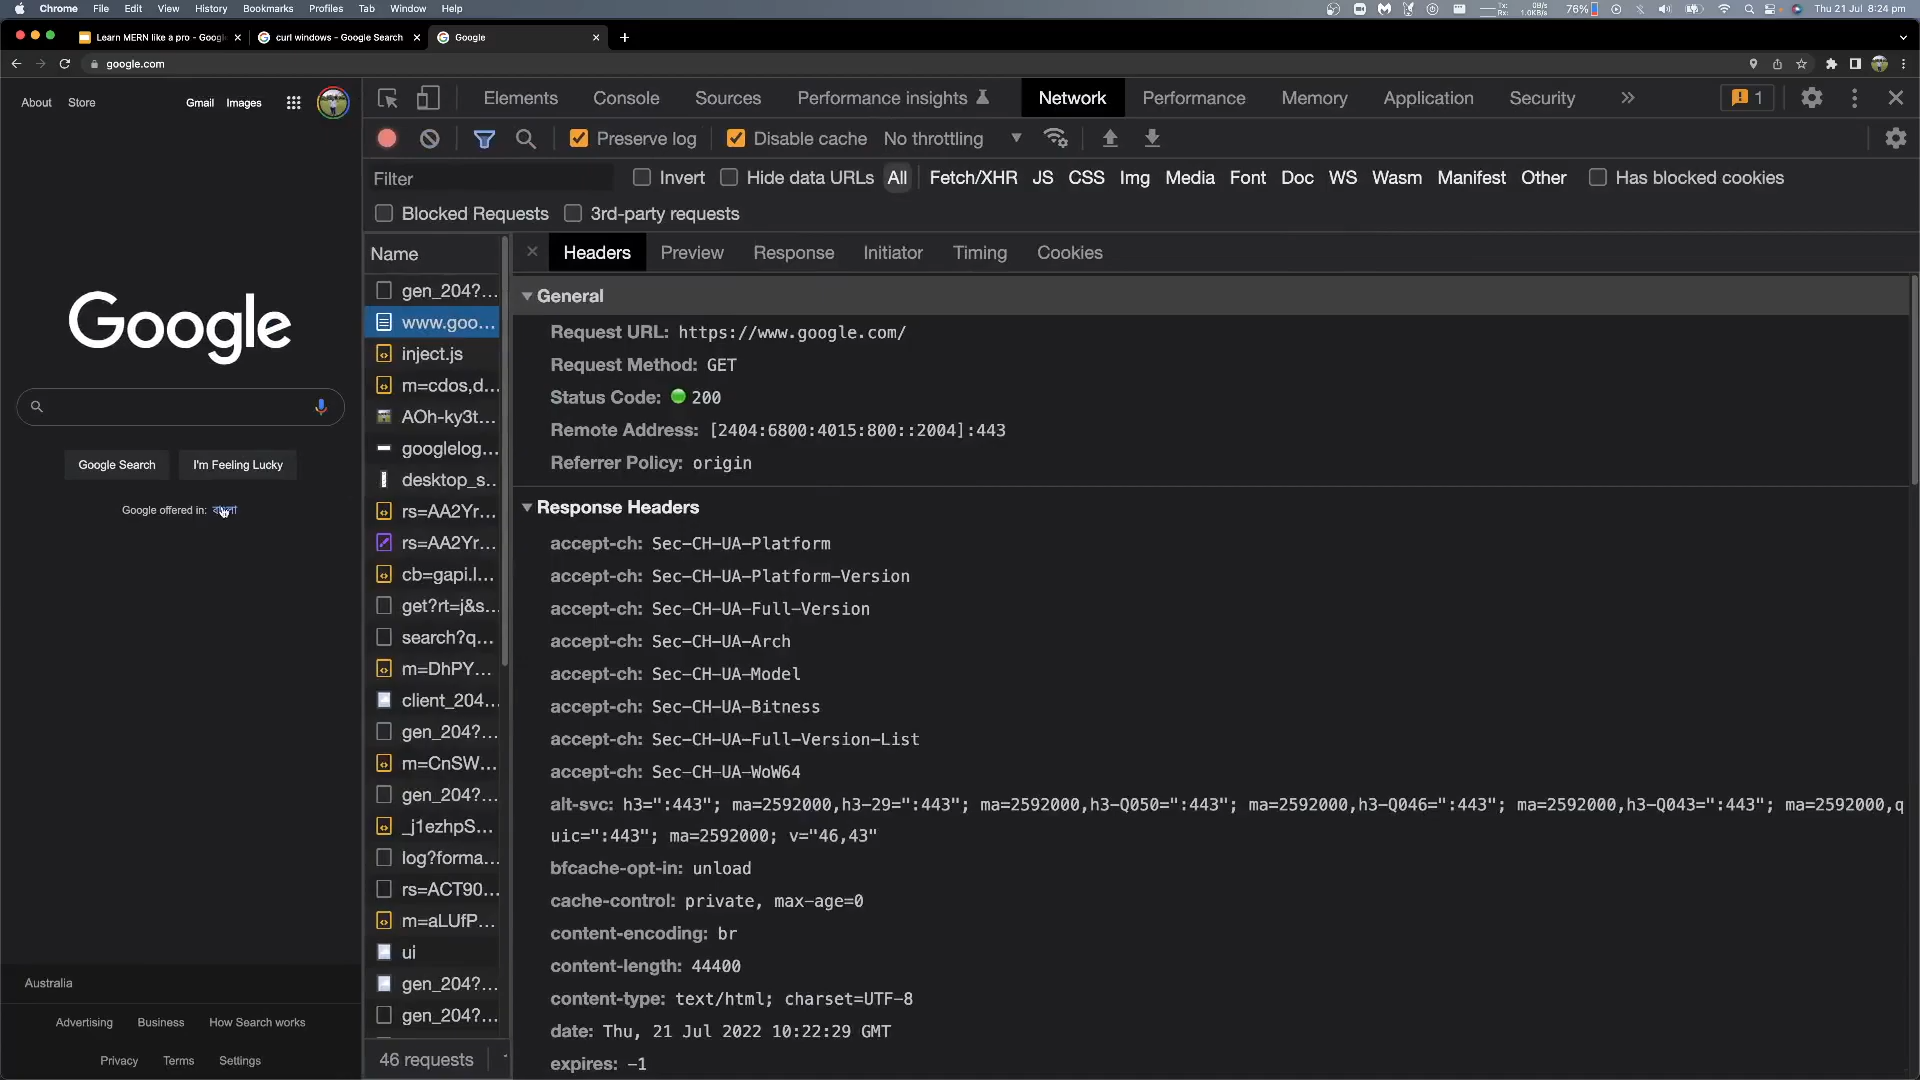 Chrome File Edit View History Bookmarks Profiles Tab Window Help
Tx: 0B/s
Rx: 1.0KB/s
76% Thu 21 Jul 8:24 pm
Learn MERN like a pro - Google
curl windows - Google Search
Google
google.com
About Store Gmail Images
Elements Console Sources Performance insights Network Performance Memory Application Security » 1
Preserve log Disable cache No throttling
Filter Invert Hide data URLs All Fetch/XHR JS CSS Img Media Font Doc WS Wasm Manifest Other Has blocked cookies
Blocked Requests 3rd-party requests
Google
Google Search I'm Feeling Lucky
Google offered in:
Australia
Advertising Business How Search works
Privacy Terms Settings
Name
gen_204?...
www.goo...
inject.js
m=cdos,d...
AOh-ky3t...
googlelog...
desktop_s...
rs=AA2Yr...
rs=AA2Yr...
cb=gapi.l...
get?rt=j&s...
search?q...
m=DhPY...
client_204...
gen_204?...
m=CnSW...
gen_204?...
_j1ezhpS...
log?forma...
rs=ACT90...
m=aLUfP...
ui
gen_204?...
gen_204?...
46 requests
Headers Preview Response Initiator Timing Cookies
General
Request URL: https://www.google.com/
Request Method: GET
Status Code: 200
Remote Address: [2404:6800:4015:800::2004]:443
Referrer Policy: origin
Response Headers
accept-ch: Sec-CH-UA-Platform
accept-ch: Sec-CH-UA-Platform-Version
accept-ch: Sec-CH-UA-Full-Version
accept-ch: Sec-CH-UA-Arch
accept-ch: Sec-CH-UA-Model
accept-ch: Sec-CH-UA-Bitness
accept-ch: Sec-CH-UA-Full-Version-List
accept-ch: Sec-CH-UA-WoW64
alt-svc: h3=":443"; ma=2592000,h3-29=":443"; ma=2592000,h3-Q050=":443"; ma=2592000,h3-Q046=":443"; ma=2592000,h3-Q043=":443"; ma=2592000,q
uic=":443"; ma=2592000; v="46,43"
bfcache-opt-in: unload
cache-control: private, max-age=0
content-encoding: br
content-length: 44400
content-type: text/html; charset=UTF-8
date: Thu, 21 Jul 2022 10:22:29 GMT
expires: -1